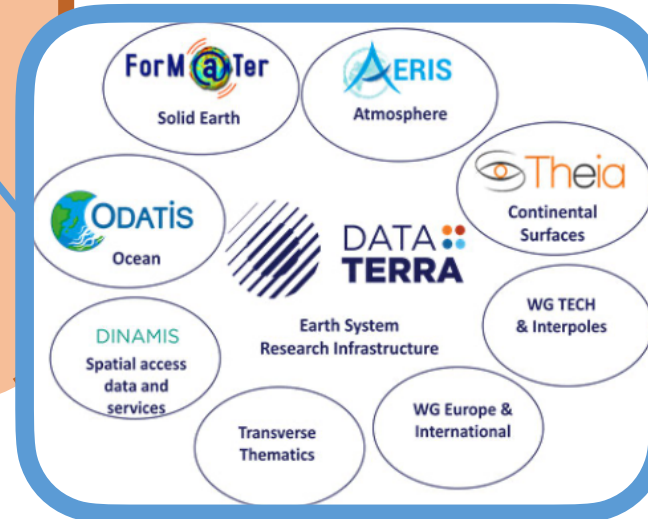 ForM@Ter
Solid Earth
AERIS
Atmosphere
Theia
Continental
Surfaces
ODATIS
Ocean
DATA
TERRA
Earth System
Research Infrastructure
WG TECH
& Interpoles
DINAMIS
Spatial access
data and
services
WG Europe &
International
Transverse
Thematics